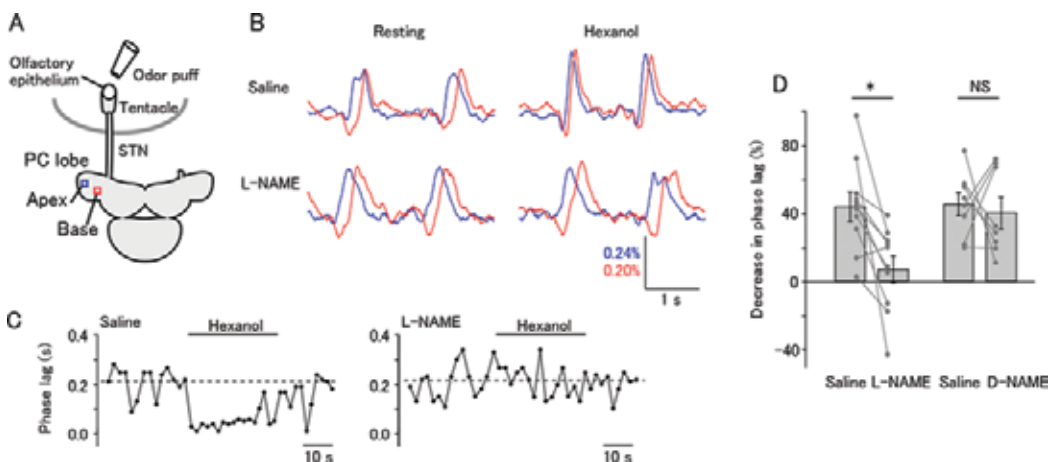 A
Olfactory
epithelium
Odor puff
Tentacle
STN
PC lobe
Apex
Base
B
Resting
Hexanol
Saline
L-NAME
0.24%
0.20%
1 s
C
Saline
Hexanol
Phase lag (s)
0.4
0.2
0.0
10 s
L-NAME
Hexanol
0.4
0.2
0.0
10 s
D
*
NS
Decrease in phase lag (%)
80
40
0
-40
Saline L-NAME
Saline D-NAME